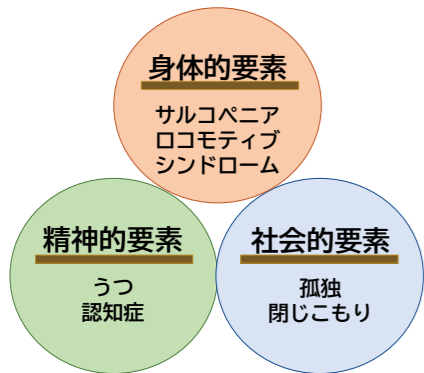 身体的要素
サルコペニア
ロコモティブ
シンドローム
精神的要素
うつ
認知症
社会的要素
孤独
閉じこもり